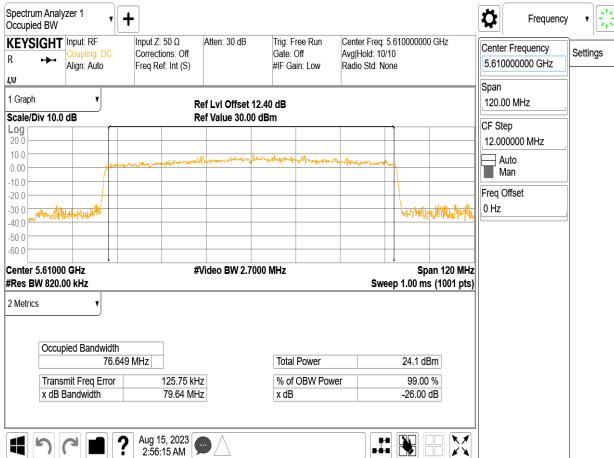 Spectrum Analyzer 1
Occupied BW
+
Frequency
KEYSIGHT
R
Input: RF
Coupling: DC
Align: Auto
Input Z: 50 Ω
Corrections: Off
Freq Ref: Int (S)
Atten: 30 dB
Trig: Free Run
Gate: Off
#IF Gain: Low
Center Freq: 5.610000000 GHz
Avg|Hold: 10/10
Radio Std: None
LXI
Center Frequency
5.610000000 GHz
Settings
Span
120.00 MHz
CF Step
12.000000 MHz
Auto
Man
Freq Offset
0 Hz
1 Graph
Scale/Div 10.0 dB
Ref Lvl Offset 12.40 dB
Ref Value 30.00 dBm
Log
20.0
10.0
0.00
-10.0
-20.0
-30.0
-40.0
-50.0
-60.0
Center 5.61000 GHz
#Res BW 820.00 kHz
#Video BW 2.7000 MHz
Span 120 MHz
Sweep 1.00 ms (1001 pts)
2 Metrics
Occupied Bandwidth
76.649 MHz
Total Power 24.1 dBm
Transmit Freq Error 125.75 kHz
x dB Bandwidth 79.64 MHz
% of OBW Power 99.00 %
x dB -26.00 dB
?
Aug 15, 2023
2:56:15 AM